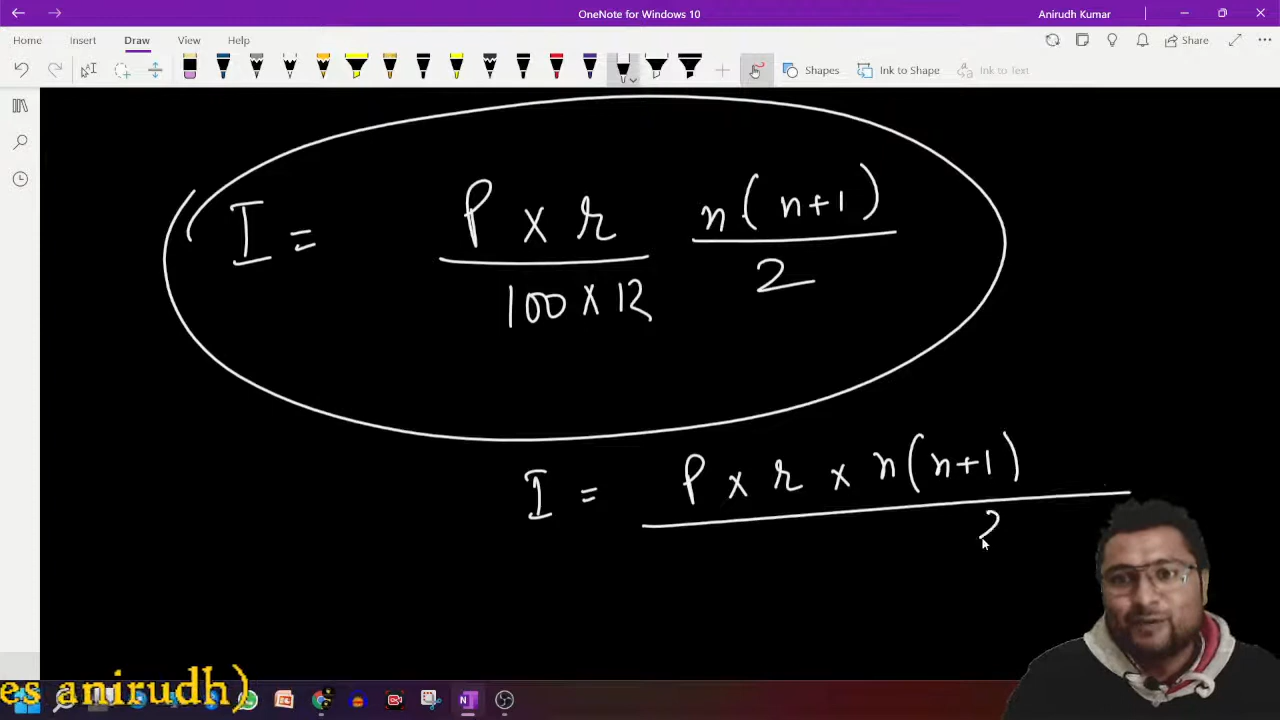 OneNote for Windows 10
Anirudh Kumar
Home Insert Draw View Help
Share
Shapes Ink to Shape Ink to Text
I = P x r / 100 x 12 n(n+1) / 2
I = P x r x n(n+1) / 2
es anirudh)